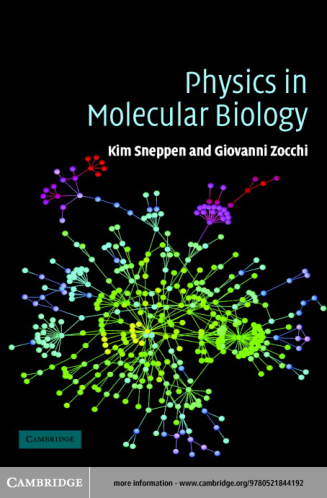 Physics in
Molecular Biology
Kim Sneppen and Giovanni Zocchi
CAMBRIDGE
CAMBRIDGE
more information - www.cambridge.org/9780521844192